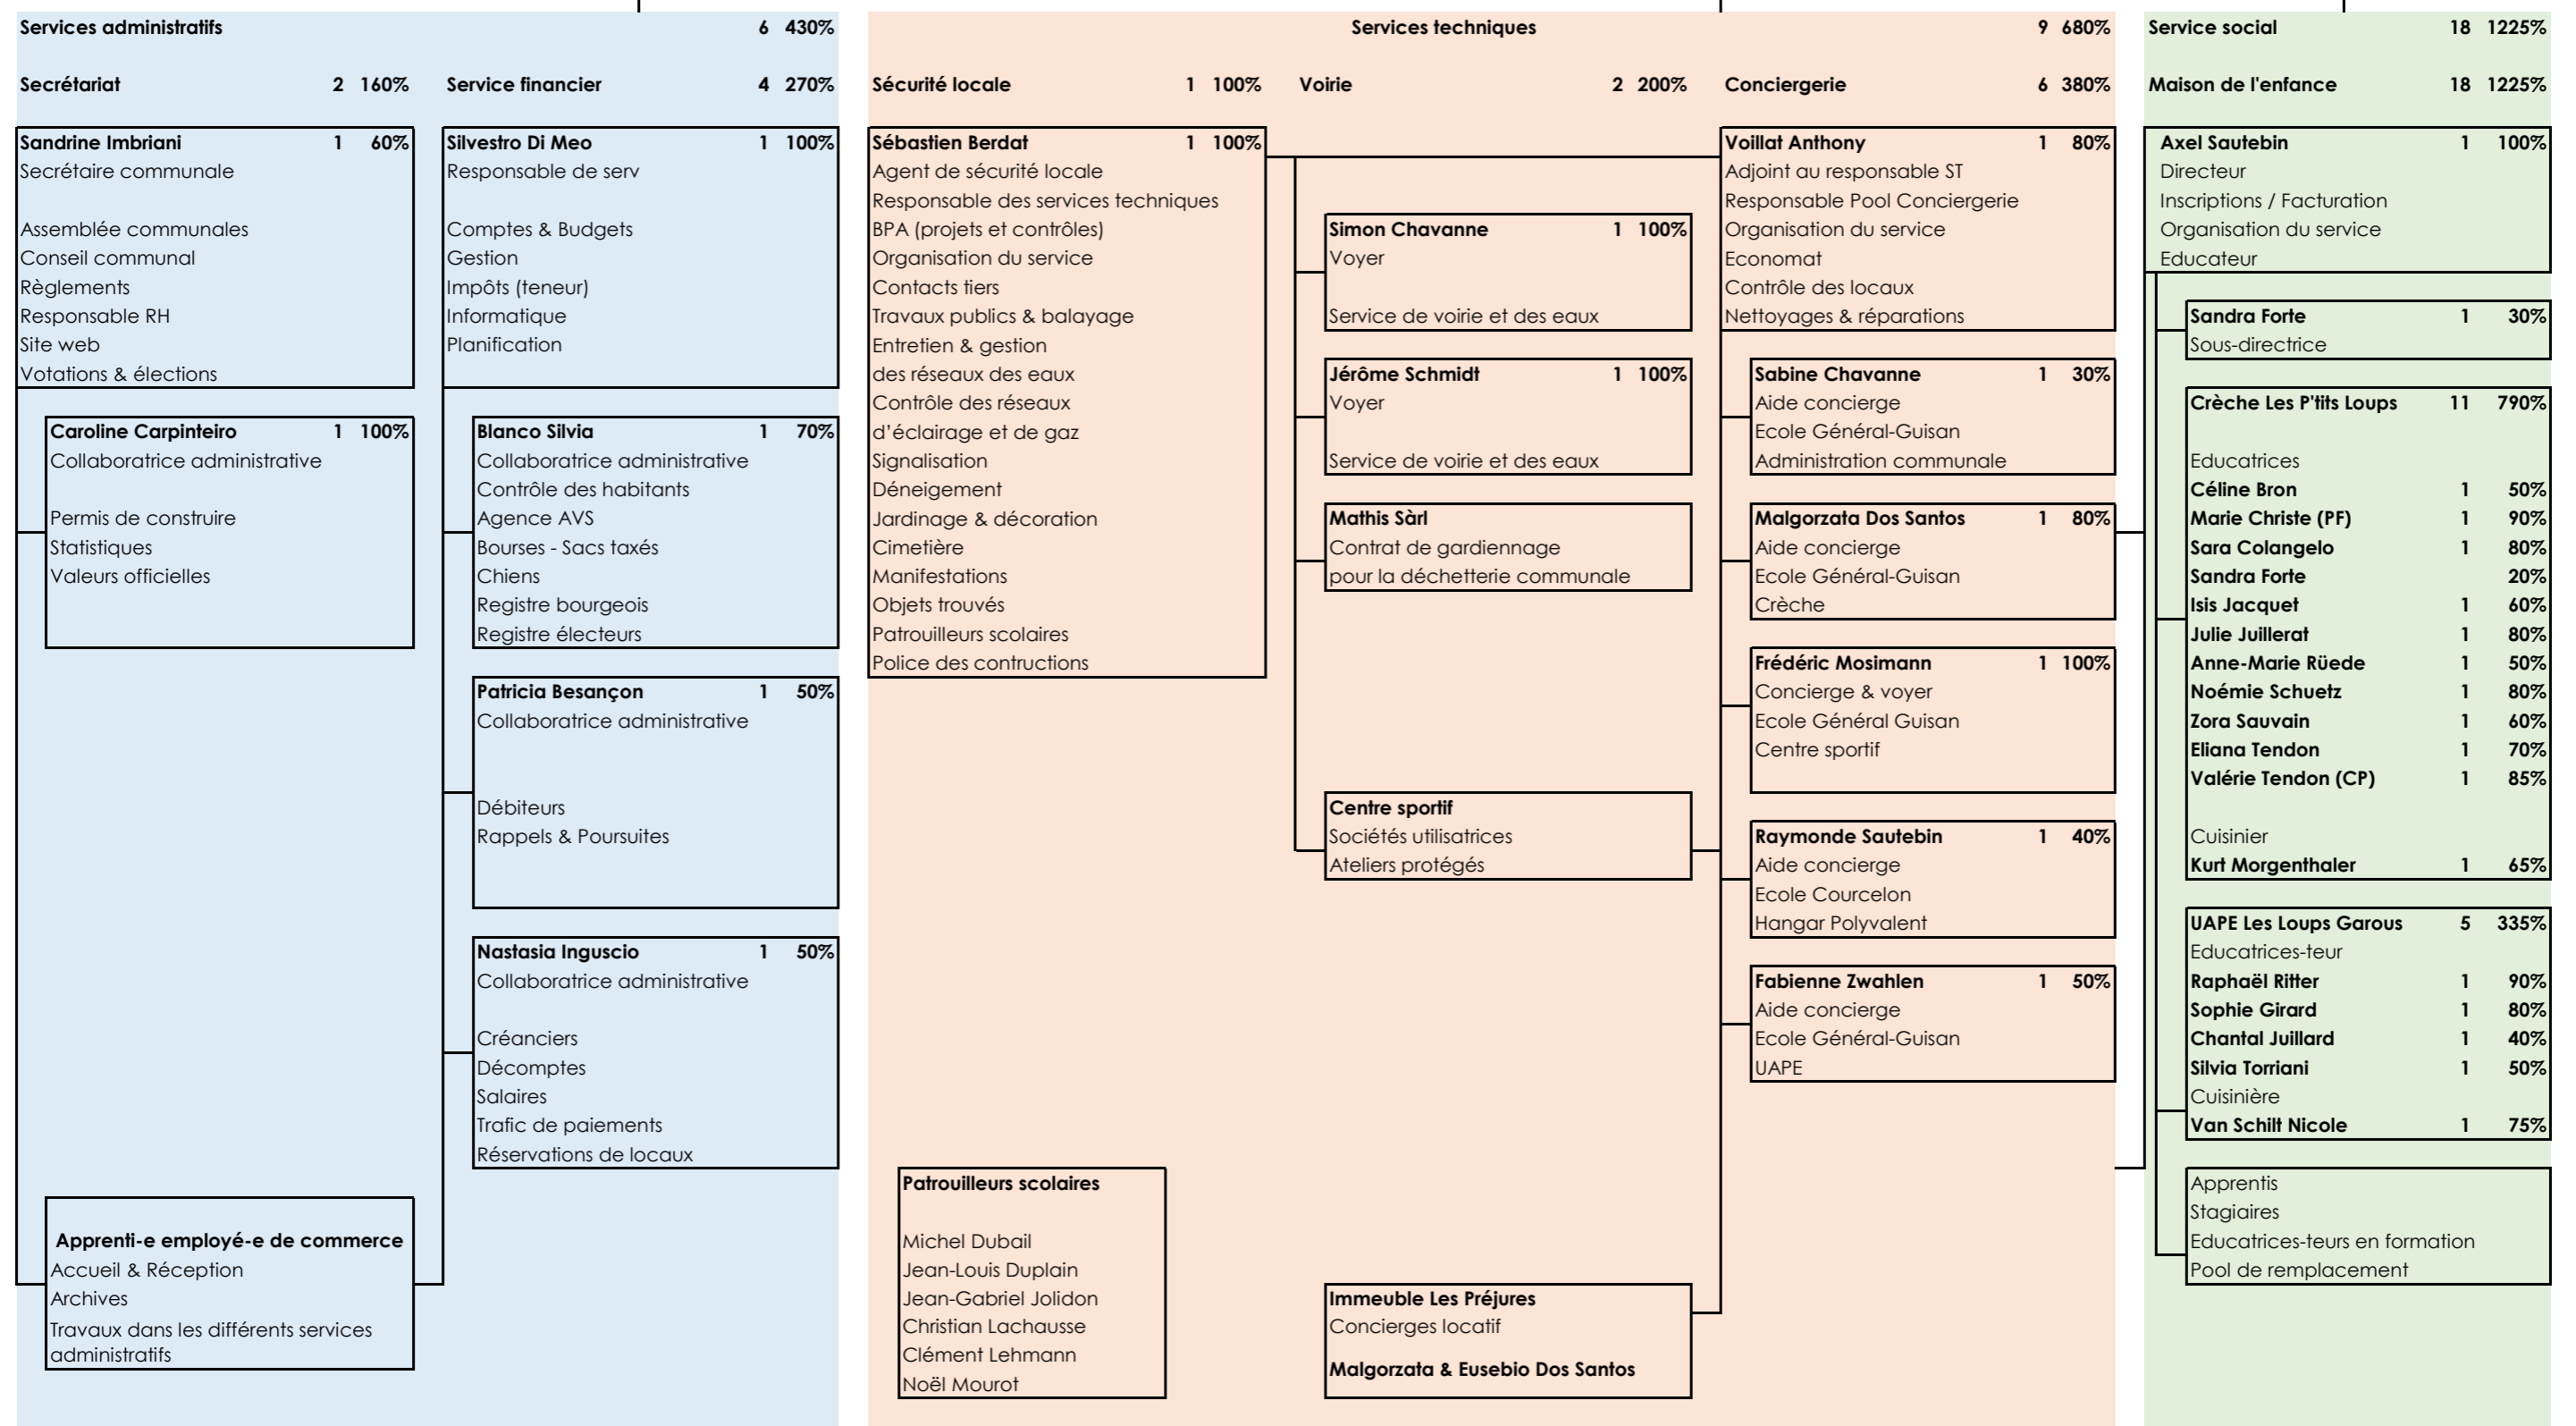 Services administratifs 6 430%
Secrétariat 2 160%
Sandrine Imbriani 1 60%
Secrétaire communale
Assemblée communales
Conseil communal
Règlements
Responsable RH
Site web
Votations & élections
Caroline Carpinteiro 1 100%
Collaboratrice administrative
Permis de construire
Statistiques
Valeurs officielles
Apprenti-e employé-e de commerce
Accueil & Réception
Archives
Travaux dans les différents services
administratifs
Service financier 4 270%
Silvestro Di Meo 1 100%
Responsable de serv
Comptes & Budgets
Gestion
Impôts (teneur)
Informatique
Planification
Blanco Silvia 1 70%
Collaboratrice administrative
Contrôle des habitants
Agence AVS
Bourses - Sacs taxés
Chiens
Registre bourgeois
Registre électeurs
Patricia Besançon 1 50%
Collaboratrice administrative
Débiteurs
Rappels & Poursuites
Nastasia Inguscio 1 50%
Collaboratrice administrative
Créanciers
Décomptes
Salaires
Trafic de paiements
Réservations de locaux
Services techniques 9 680%
Sécurité locale 1 100%
Sébastien Berdat 1 100%
Agent de sécurité locale
Responsable des services techniques
BPA (projets et contrôles)
Organisation du service
Contacts tiers
Travaux publics & balayage
Entretien & gestion
des réseaux des eaux
Contrôle des réseaux
d’éclairage et de gaz
Signalisation
Déneigement
Jardinage & décoration
Cimetière
Manifestations
Objets trouvés
Patrouilleurs scolaires
Police des contructions
Patrouilleurs scolaires
Michel Dubail
Jean-Louis Duplain
Jean-Gabriel Jolidon
Christian Lachausse
Clément Lehmann
Noël Mourot
Voirie 2 200%
Simon Chavanne 1 100%
Voyer
Service de voirie et des eaux
Jérôme Schmidt 1 100%
Voyer
Service de voirie et des eaux
Mathis Sàrl
Contrat de gardiennage
pour la déchetterie communale
Centre sportif
Sociétés utilisatrices
Ateliers protégés
Immeuble Les Préjures
Concierges locatif
Malgorzata & Eusebio Dos Santos
Conciergerie 6 380%
Voillat Anthony 1 80%
Adjoint au responsable ST
Responsable Pool Conciergerie
Organisation du service
Economat
Contrôle des locaux
Nettoyages & réparations
Sabine Chavanne 1 30%
Aide concierge
Ecole Général-Guisan
Administration communale
Malgorzata Dos Santos 1 80%
Aide concierge
Ecole Général-Guisan
Crèche
Frédéric Mosimann 1 100%
Concierge & voyer
Ecole Général Guisan
Centre sportif
Raymonde Sautebin 1 40%
Aide concierge
Ecole Courcelon
Hangar Polyvalent
Fabienne Zwahlen 1 50%
Aide concierge
Ecole Général-Guisan
UAPE
Service social 18 1225%
Maison de l'enfance 18 1225%
Axel Sautebin 1 100%
Directeur
Inscriptions / Facturation
Organisation du service
Educateur
Sandra Forte 1 30%
Sous-directrice
Crèche Les P'tits Loups 11 790%
Educatrices
Céline Bron 1 50%
Marie Christe (PF) 1 90%
Sara Colangelo 1 80%
Sandra Forte 20%
Isis Jacquet 1 60%
Julie Juillerat 1 80%
Anne-Marie Rüede 1 50%
Noémie Schuetz 1 80%
Zora Sauvain 1 60%
Eliana Tendon 1 70%
Valérie Tendon (CP) 1 85%
Cuisinier
Kurt Morgenthaler 1 65%
UAPE Les Loups Garous 5 335%
Educatrices-teur
Raphaël Ritter 1 90%
Sophie Girard 1 80%
Chantal Juillard 1 40%
Silvia Torriani 1 50%
Cuisinière
Van Schilt Nicole 1 75%
Apprentis
Stagiaires
Educatrices-teurs en formation
Pool de remplacement